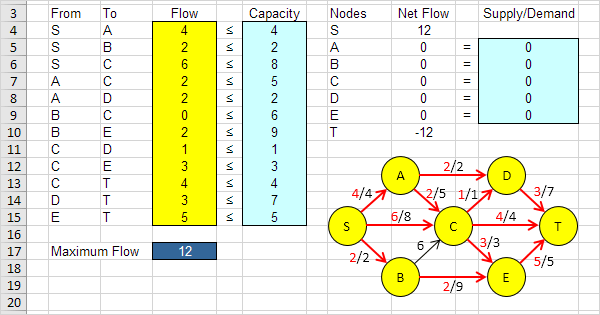 3 From To Flow Capacity Nodes Net Flow Supply/Demand
4 S A 4 ≤ 4 S 12
5 S B 2 ≤ 2 A 0 = 0
6 S C 6 ≤ 8 B 0 = 0
7 A C 2 ≤ 5 C 0 = 0
8 A D 2 ≤ 2 D 0 = 0
9 B C 0 ≤ 6 E 0 = 0
10 B E 2 ≤ 9 T -12
11 C D 1 ≤ 1
12 C E 3 ≤ 3
13 C T 4 ≤ 4
14 D T 3 ≤ 7
15 E T 5 ≤ 5
16
17 Maximum Flow 12
18
19
20
2/2
A D
4/4 2/5 1/1 3/7
6/8 4/4
S C T
6
2/2 3/3 5/5
B E
2/9